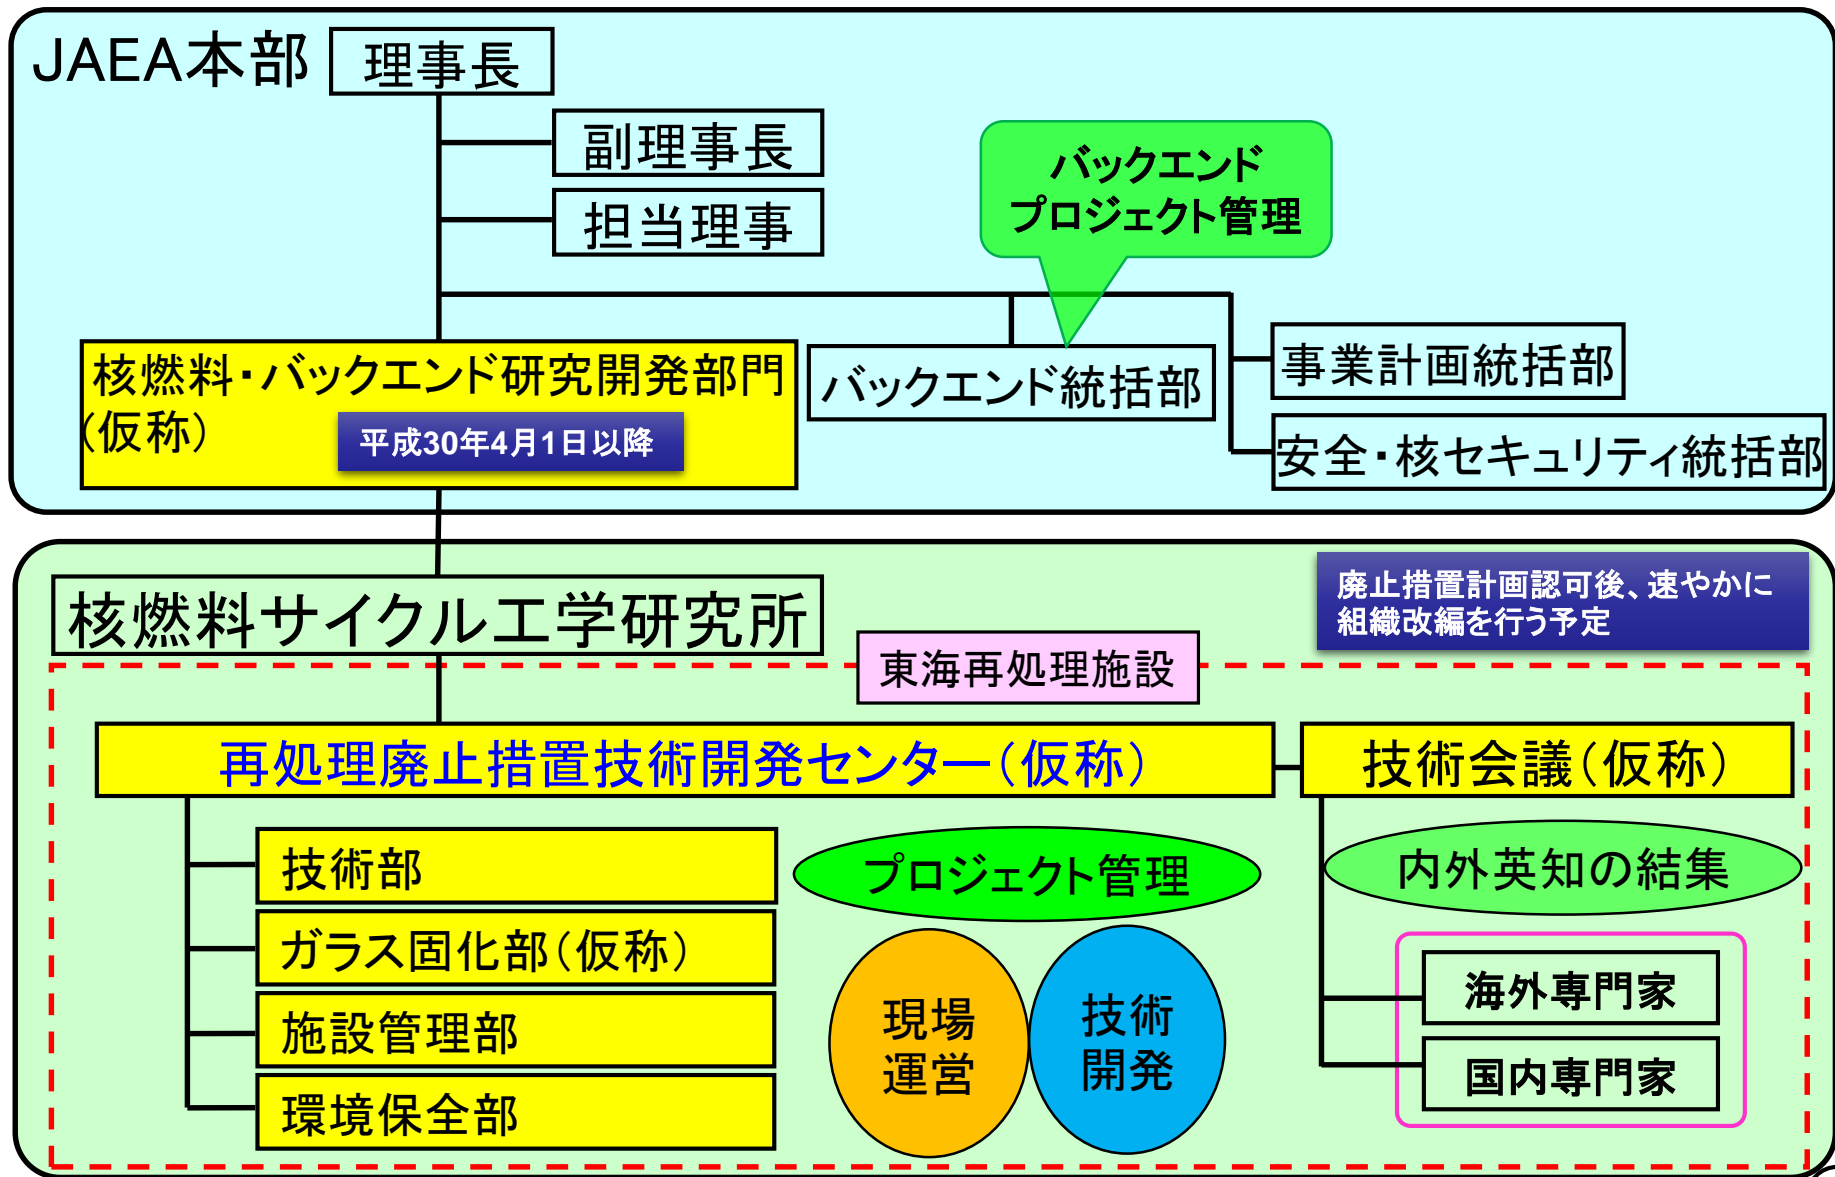 JAEA本部
理事長
副理事長
担当理事
バックエンド
プロジェクト管理
核燃料・バックエンド研究開発部門
(仮称)
平成30年4月1日以降
バックエンド統括部
事業計画統括部
安全・核セキュリティ統括部
核燃料サイクル工学研究所
廃止措置計画認可後、速やかに
組織改編を行う予定
東海再処理施設
再処理廃止措置技術開発センター(仮称)
技術会議(仮称)
技術部
ガラス固化部(仮称)
施設管理部
環境保全部
プロジェクト管理
現場
運営
技術
開発
内外英知の結集
海外専門家
国内専門家